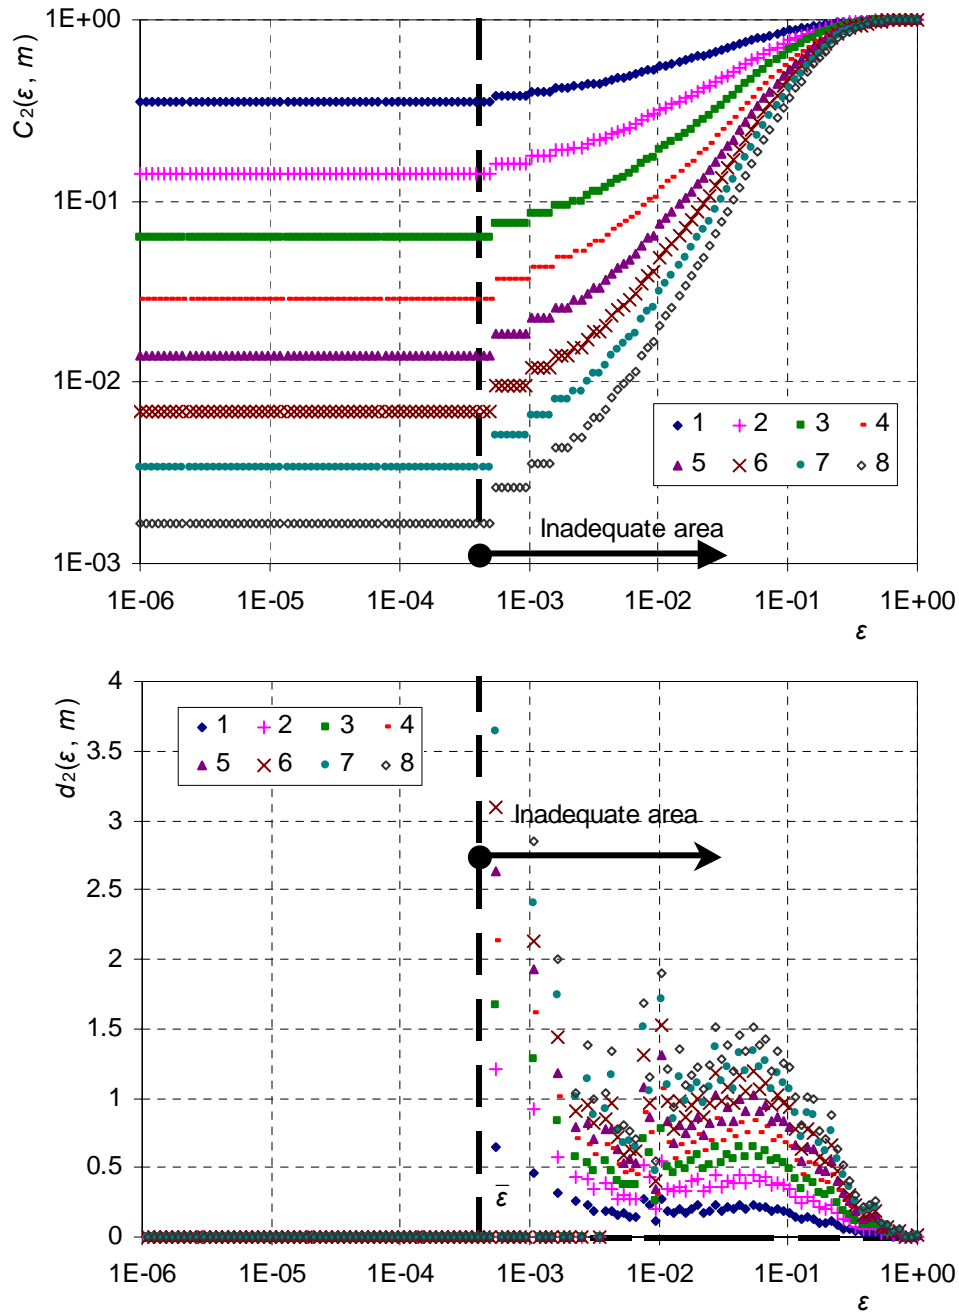 C2(ε, m)
1E+00
1E-01
1E-02
1E-03
1 2 3 4
5 6 7 8
Inadequate area
1E-06 1E-05 1E-04 1E-03 1E-02 1E-01 1E+00
ε
d2(ε, m)
4
3.5
3
2.5
2
1.5
1
0.5
0
1 2 3 4
5 6 7 8
Inadequate area
ε̅
1E-06 1E-05 1E-04 1E-03 1E-02 1E-01 1E+00
ε